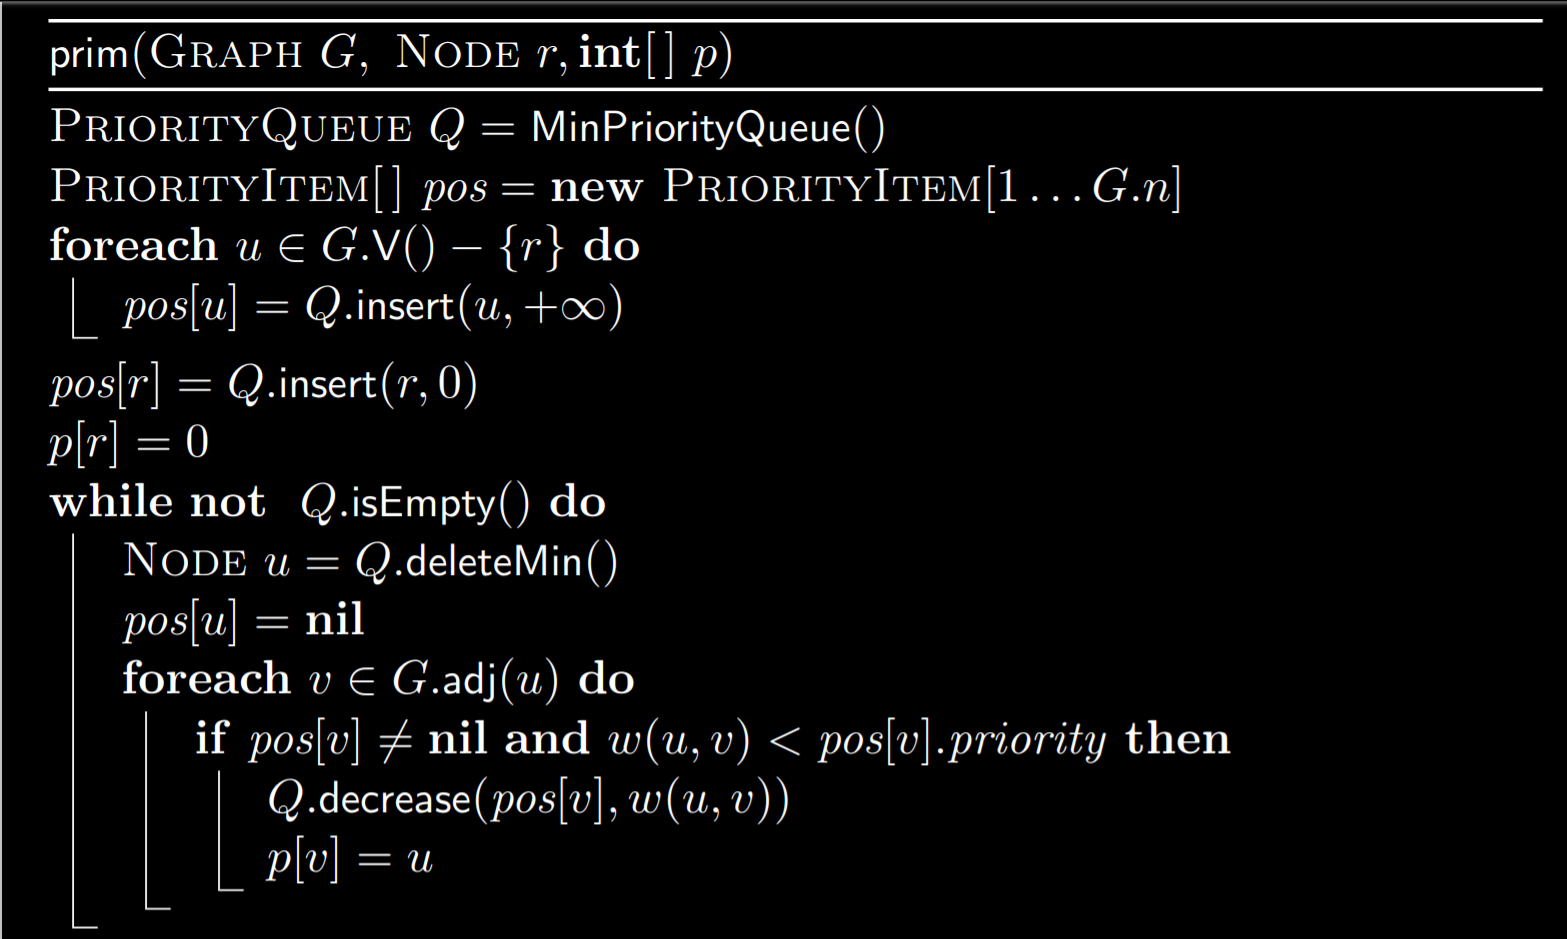 prim(GRAPH G, NODE r, int[ ] p)
PRIORITYQUEUE Q = MinPriorityQueue()
PRIORITYITEM[ ] pos = new PRIORITYITEM[1 . . . G.n]
foreach u ∈ G.V() − {r} do
pos[u] = Q.insert(u, +∞)
pos[r] = Q.insert(r, 0)
p[r] = 0
while not Q.isEmpty() do
NODE u = Q.deleteMin()
pos[u] = nil
foreach v ∈ G.adj(u) do
if pos[v] ≠ nil and w(u, v) < pos[v].priority then
Q.decrease(pos[v], w(u, v))
p[v] = u